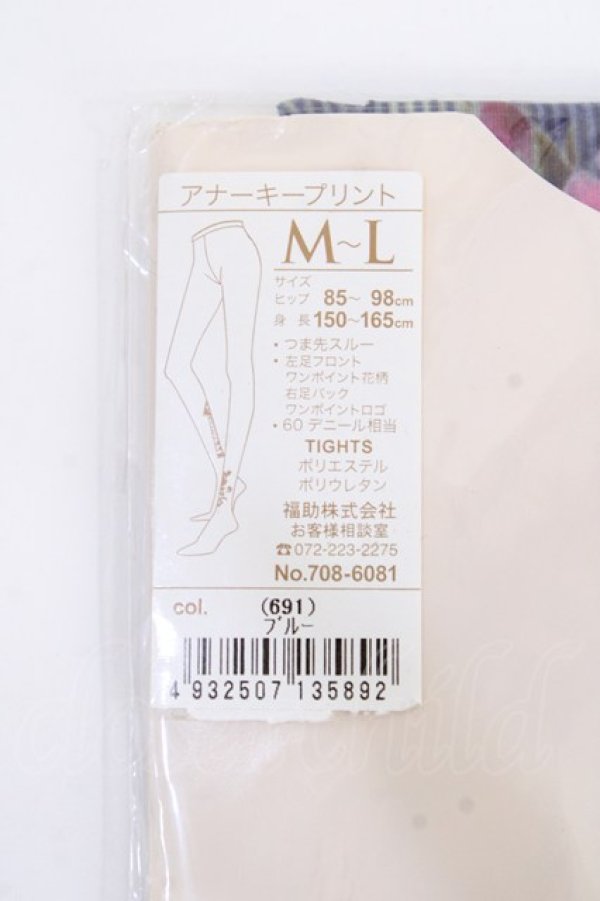 アナーキープリント
M~L
サイズ
ヒップ 85~ 98cm
身 長 150~165cm
・つま先スルー
・左足フロント
ワンポイント花柄
右足バック
ワンポイントロゴ
・60 デニール相当
TIGHTS
ポリエステル
ポリウレタン
福助株式会社
お客様相談室
☎072-223-2275
No.708-6081
col. (691)
ブルー
4 932507 135892
closet child